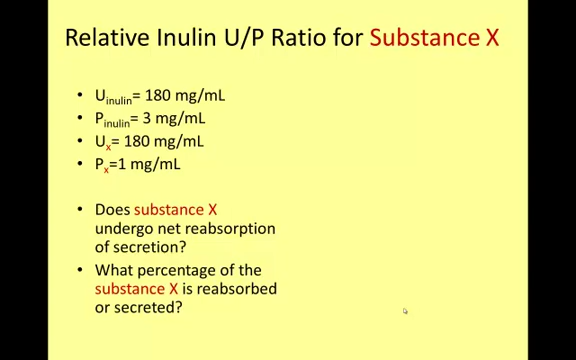 Relative Inulin U/P Ratio for Substance X
• Uinulin= 180 mg/mL
• Pinulin= 3 mg/mL
• Ux= 180 mg/mL
• Px=1 mg/mL
• Does substance X
undergo net reabsorption
of secretion?
• What percentage of the
substance X is reabsorbed
or secreted?